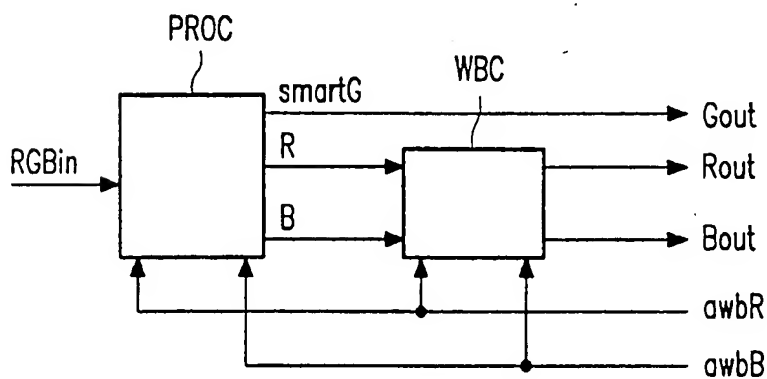 PROC
WBC
smartG
Gout
R
Rout
RGBin
B
Bout
awbR
awbB